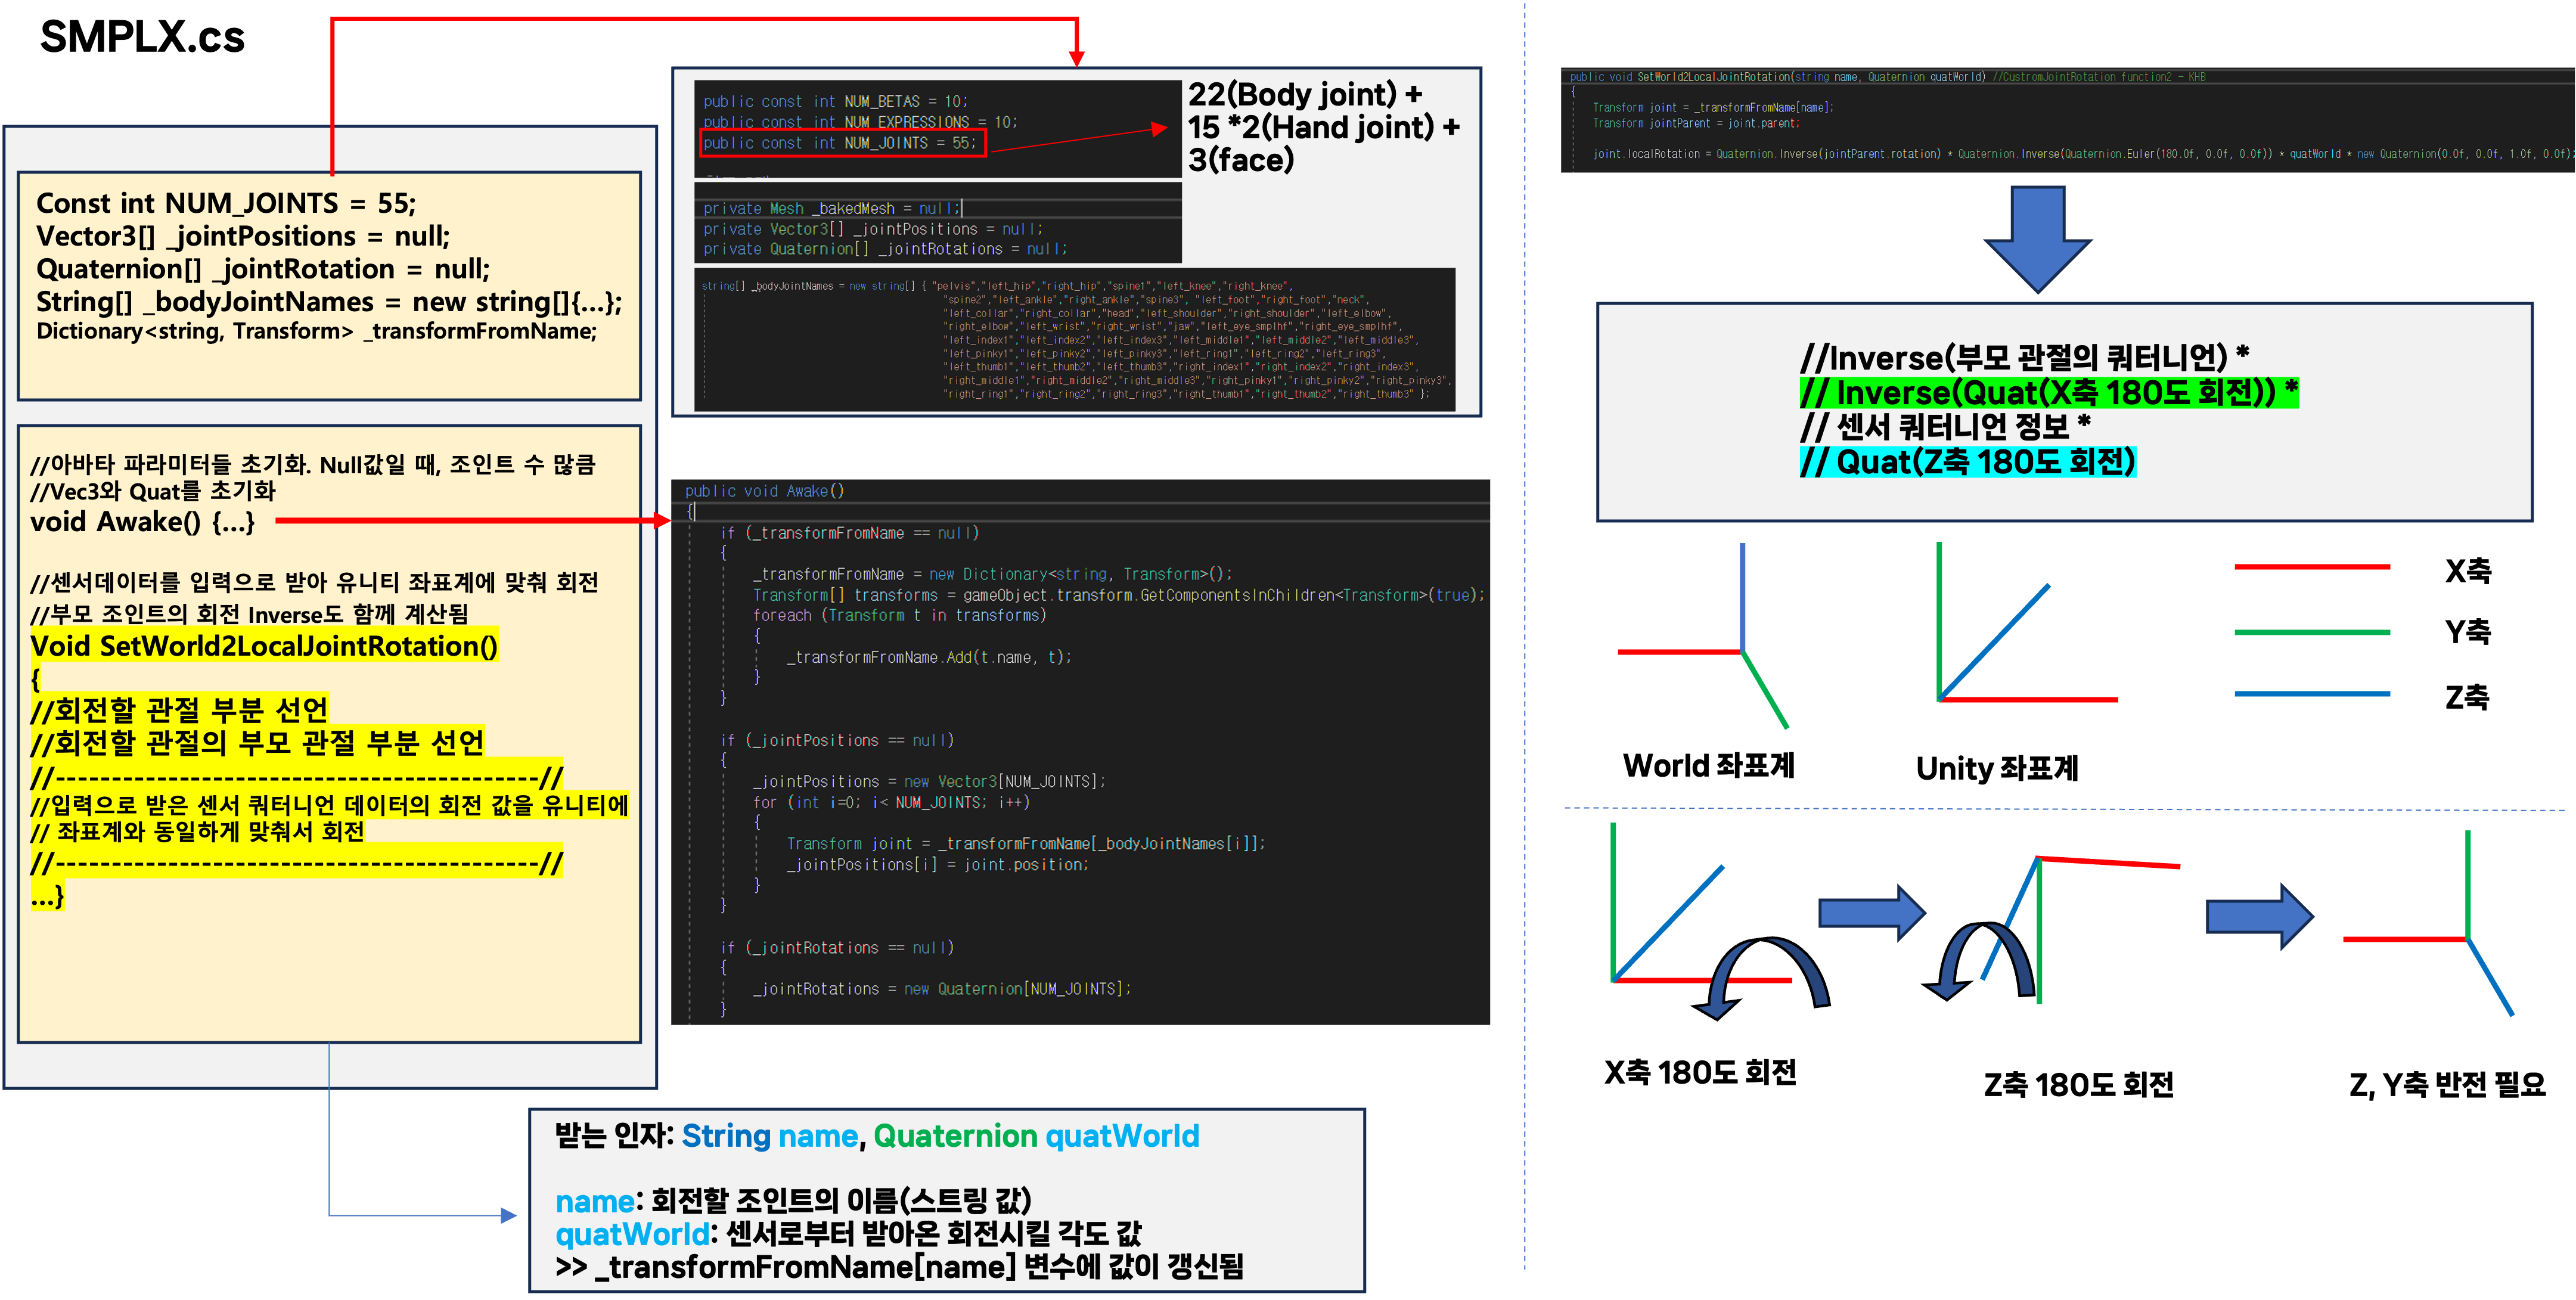 SMPLX.cs
Const int NUM_JOINTS = 55;
Vector3[] _jointPositions = null;
Quaternion[] _jointRotation = null;
String[] _bodyJointNames = new string[]{...};
Dictionary<string, Transform> _transformFromName;
//아바타 파라미터들 초기화. Null값일 때, 조인트 수 많큼
//Vec3와 Quat를 초기화
void Awake() {...}
//센서데이터를 입력으로 받아 유니티 좌표계에 맞춰 회전
//부모 조인트의 회전 Inverse도 함께 계산됨
Void SetWorld2LocalJointRotation()
{
//회전할 관절 부분 선언
//회전할 관절의 부모 관절 부분 선언
//-------------------------------------------//
//입력으로 받은 센서 쿼터니언 데이터의 회전 값을 유니티에
// 좌표계와 동일하게 맞춰서 회전
//-------------------------------------------//
...}
public const int NUM_BETAS = 10;
public const int NUM_EXPRESSIONS = 10;
public const int NUM_JOINTS = 55;
22(Body joint) +
15 *2(Hand joint) +
3(face)
private Mesh _bakedMesh = null;
private Vector3[] _jointPositions = null;
private Quaternion[] _jointRotations = null;
string[] _bodyJointNames = new string[] { "pelvis","left_hip","right_hip","spine1","left_knee","right_knee",
"spine2","left_ankle","right_ankle","spine3", "left_foot","right_foot","neck",
"left_collar","right_collar","head","left_shoulder","right_shoulder","left_elbow",
"right_elbow","left_wrist","right_wrist","jaw","left_eye_smplhf","right_eye_smplhf",
"left_index1","left_index2","left_index3","left_middle1","left_middle2","left_middle3",
"left_pinky1","left_pinky2","left_pinky3","left_ring1","left_ring2","left_ring3",
"left_thumb1","left_thumb2","left_thumb3","right_index1","right_index2","right_index3",
"right_middle1","right_middle2","right_middle3","right_pinky1","right_pinky2","right_pinky3",
"right_ring1","right_ring2","right_ring3","right_thumb1","right_thumb2","right_thumb3" };
public void Awake()
{
if (_transformFromName == null)
{
_transformFromName = new Dictionary<string, Transform>();
Transform[] transforms = gameObject.transform.GetComponentsInChildren<Transform>(true);
foreach (Transform t in transforms)
{
_transformFromName.Add(t.name, t);
}
}
if (_jointPositions == null)
{
_jointPositions = new Vector3[NUM_JOINTS];
for (int i=0; i< NUM_JOINTS; i++)
{
Transform joint = _transformFromName[_bodyJointNames[i]];
_jointPositions[i] = joint.position;
}
}
if (_jointRotations == null)
{
_jointRotations = new Quaternion[NUM_JOINTS];
}
받는 인자: String name, Quaternion quatWorld
name: 회전할 조인트의 이름(스트링 값)
quatWorld: 센서로부터 받아온 회전시킬 각도 값
>> _transformFromName[name] 변수에 값이 갱신됨
public void SetWorld2LocalJointRotation(string name, Quaternion quatWorld) //CustromJointRotation function2 - KHB
{
Transform joint = _transformFromName[name];
Transform jointParent = joint.parent;
joint.localRotation = Quaternion.Inverse(jointParent.rotation) * Quaternion.Inverse(Quaternion.Euler(180.0f, 0.0f, 0.0f)) * quatWorld * new Quaternion(0.0f, 0.0f, 1.0f, 0.0f);
//Inverse(부모 관절의 쿼터니언) *
// Inverse(Quat(X축 180도 회전)) *
// 센서 쿼터니언 정보 *
// Quat(Z축 180도 회전)
X축
Y축
Z축
World 좌표계
Unity 좌표계
X축 180도 회전
Z축 180도 회전
Z, Y축 반전 필요